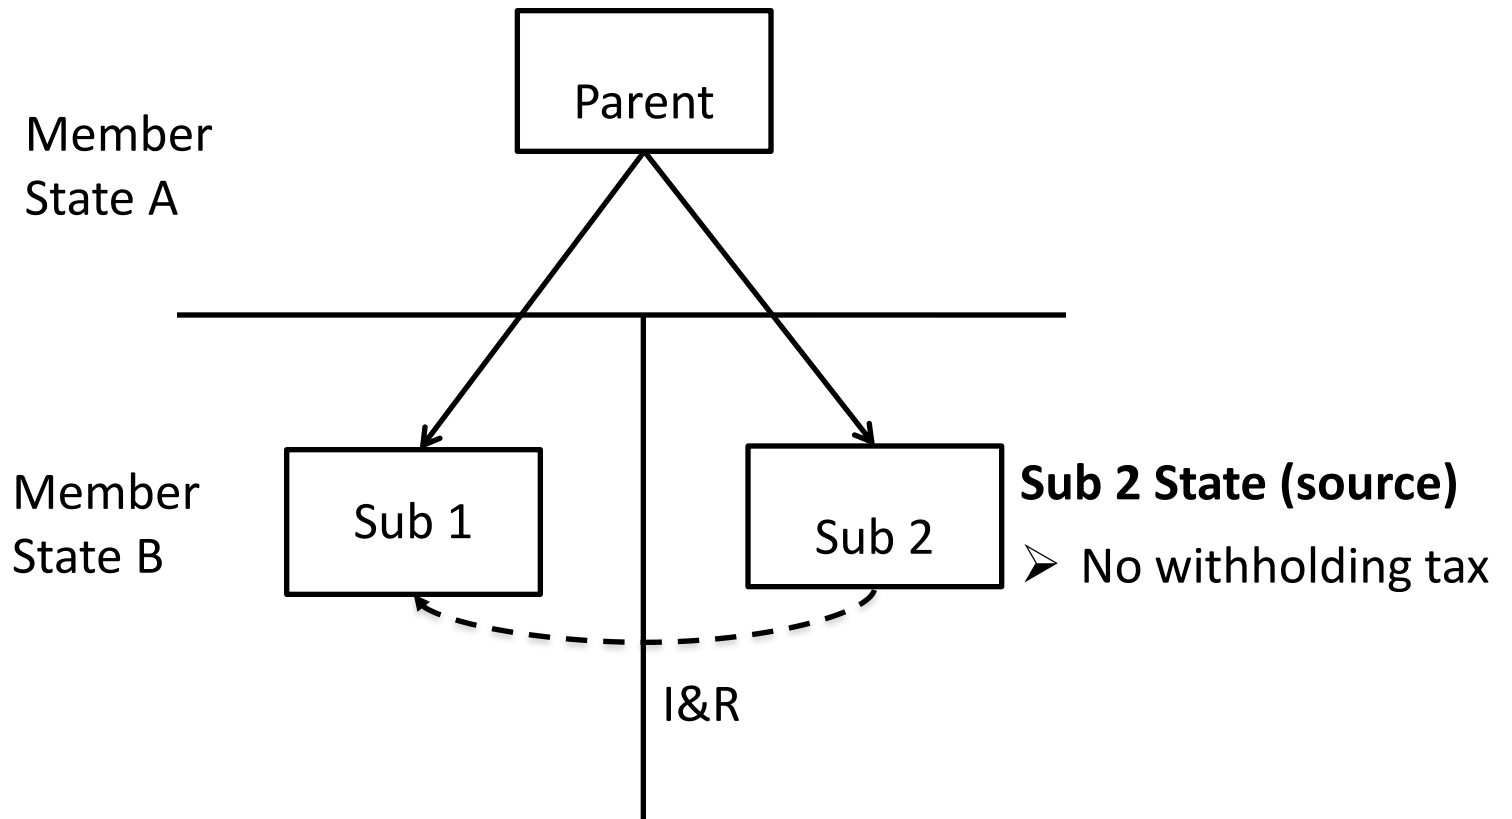 Parent
Member
State A
Member
State B
Sub 1
Sub 2
Sub 2 State (source)
➢ No withholding tax
I&R